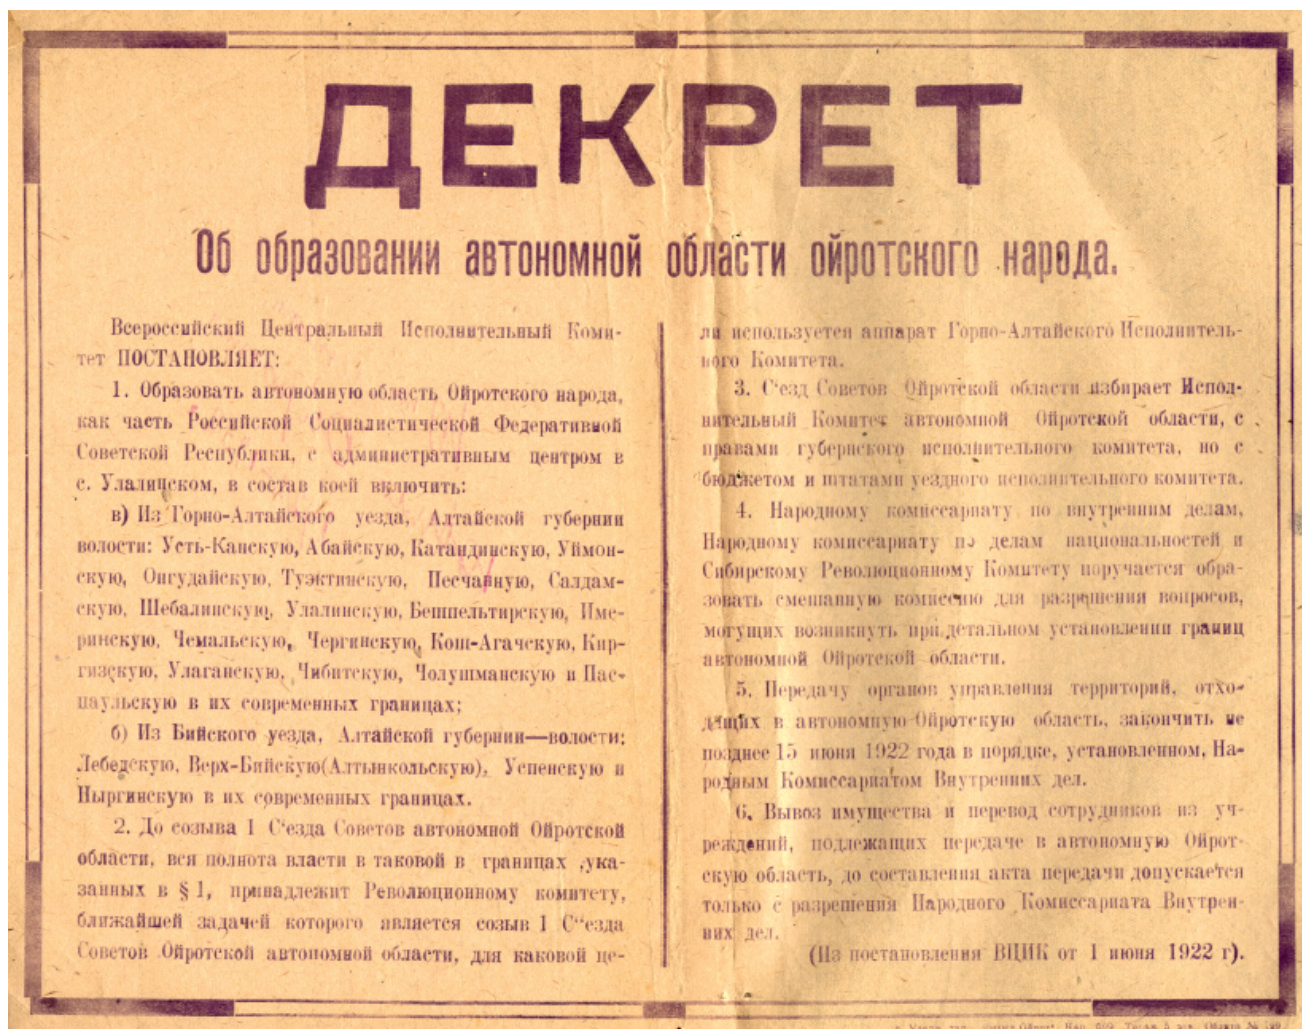 ДЕКРЕТ
Об образовании автономной области ойротского народа.
Всероссийский Центральный Исполнительный Коми-
тет ПОСТАНОВЛЯЕТ:
1. Образовать автономную область Ойротского народа,
как часть Российской Социалистической Федеративной
Советской Республики, с административным центром в
с. Улалинском, в состав коей включить:
в) Из Горно-Алтайского уезда, Алтайской губернии
волости: Усть-Канскую, Абайскую, Катандинскую, Уймон-
скую, Онгудайскую, Туэктинскую, Песчаную, Салдам-
скую, Шебалинскую, Улалинскую, Бешпельтирскую, Име-
ринскую, Чемальскую, Чергинскую, Кош-Агачскую, Кир-
гизскую, Улаганскую, Чибитскую, Чолушманскую и Пас-
паульскую в их современных границах;
б) Из Бийского уезда, Алтайской губернии—волости:
Лебедскую, Верх-Бийскую(Алтынкольскую), Успенскую и
Ныргинскую в их современных границах.
2. До созыва 1 С‘езда Советов автономной Ойротской
области, вся полнота власти в таковой в границах ука-
занных в § 1, принадлежит Революционному комитету,
ближайшей задачей которого является созыв 1 С“езда
Советов Ойротской автономной области, для каковой це-
ли используется аппарат Горно-Алтайского Исполнитель-
ного Комитета.
3. С‘езд Советов Ойротской области избирает Испол-
нительный Комитет автономной Ойротской области, с
правами губернского исполнительного комитета, но с
бюджетом и штатами уездного исполнительного комитета.
4. Народному комиссариату по внутренним делам,
Народному комиссариату по делам национальностей и
Сибирскому Революционному Комитету поручается обра-
зовать смешанную комиссию для разрешения вопросов,
могущих возникнуть при детальном установлении границ
автономной Ойротской области.
5. Передачу органов управления территорий, отхо-
дящих в автономную Ойротскую область, закончить не
позднее 15 июня 1922 года в порядке, установленном, На-
родным Комиссариатом Внутренних дел.
6. Вывоз имущества и перевод сотрудников из уч-
реждений, подлежащих передаче в автономную Ойрот-
скую область, до составления акта передачи допускается
только с разрешения Народного Комиссариата Внутрен-
них дел.
(Из постановления ВЦИК от 1 июня 1922 г).